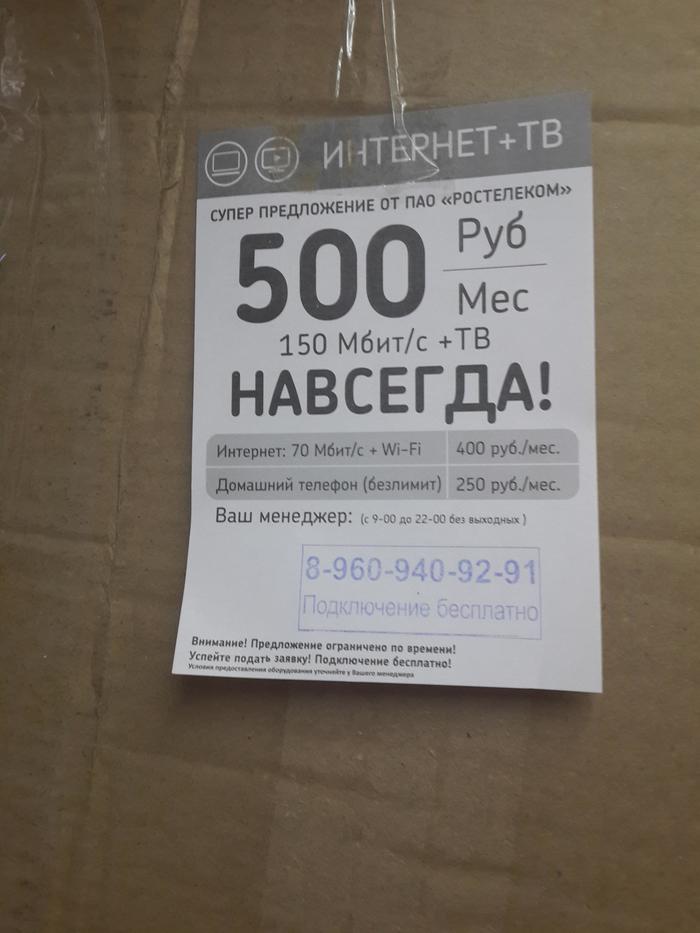 ИНТЕРНЕТ+ТВ
СУПЕР ПРЕДЛОЖЕНИЕ ОТ ПАО «РОСТЕЛЕКОМ»
500 Руб
Мес
150 Мбит/с +ТВ
НАВСЕГДА!
Интернет: 70 Мбит/с + Wi-Fi 400 руб./мес.
Домашний телефон (безлимит) 250 руб./мес.
Ваш менеджер: (с 9-00 до 22-00 без выходных )
8-960-940-92-91
Подключение бесплатно
Внимание! Предложение ограничено по времени!
Успейте подать заявку! Подключение бесплатно!
Условия предоставления оборудования уточняйте у Вашего менеджера